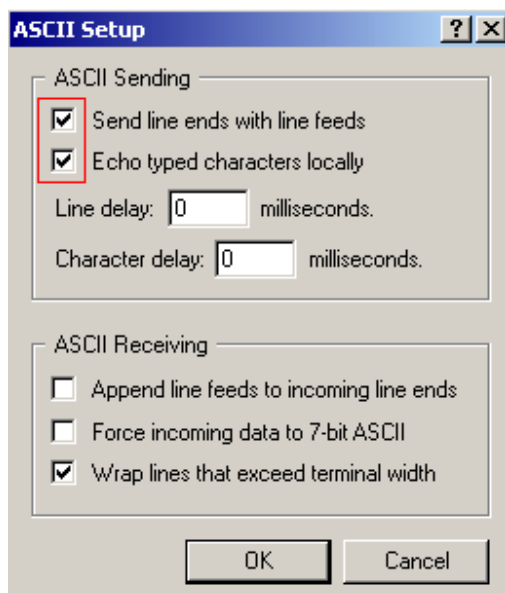 ASCII Setup
ASCII Sending
Send line ends with line feeds
Echo typed characters locally
Line delay: 0 milliseconds.
Character delay: 0 milliseconds.
ASCII Receiving
Append line feeds to incoming line ends
Force incoming data to 7-bit ASCII
Wrap lines that exceed terminal width
OK Cancel